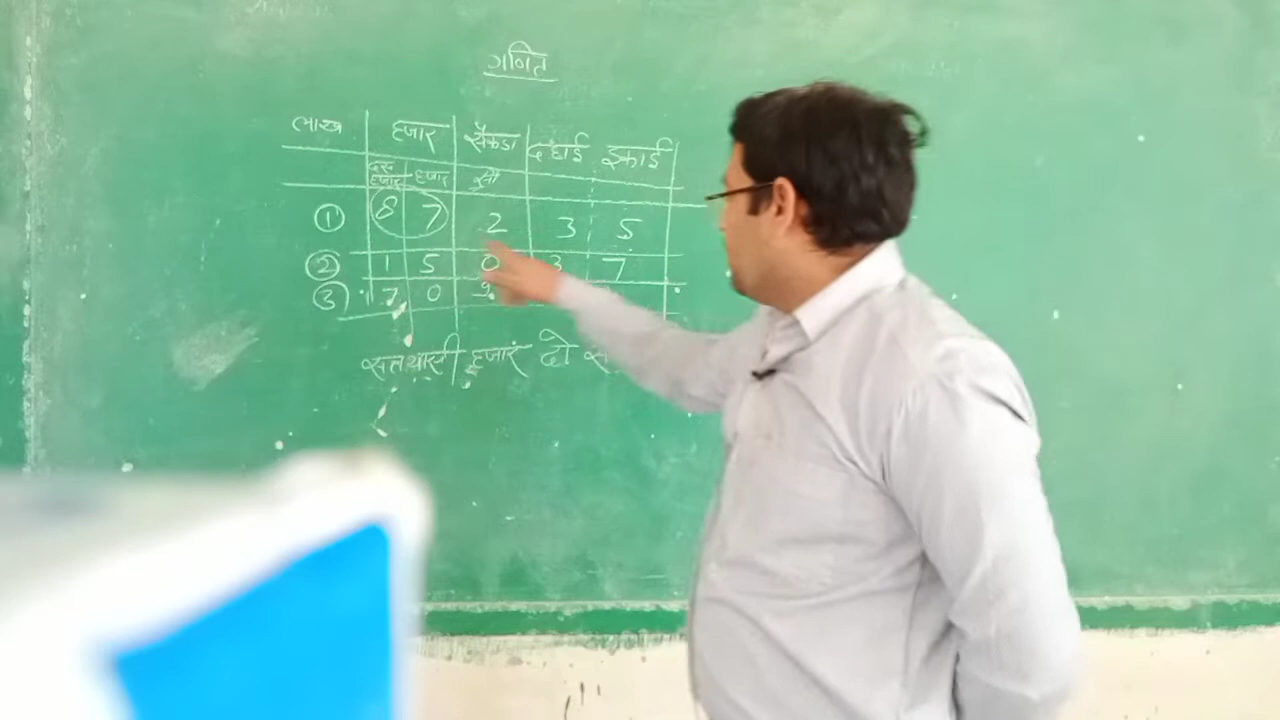 गणित
लाख हजार सैकडा दहाई इकाई
दस हजार हजार
① 8 7 2 3 5
② 1 5 0 3 7
③ 7 0
सतयासी हजार दो